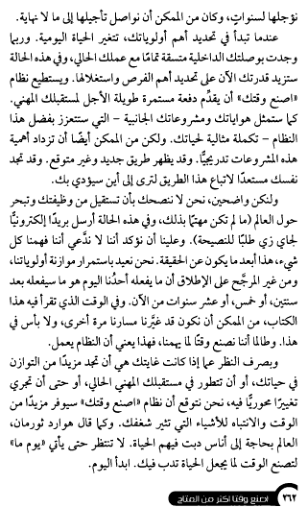 نؤجلها لسنواتٍ، وكان من الممكن أن نواصل تأجيلها إلى ما لا نهاية.
عندما تبدأ في تحديد أهم أولوياتك، تتغير الحياة اليومية. وربما
وجدت بوصلتك الداخلية متسقة تمامًا مع عملك الحالي، وفي هذه الحالة
ستزيد قدرتك الآن على تحديد أهم الفرص واستغلالها. ويستطيع نظام
«اصنع وقتك» أن يقدِّم دفعة مستمرة طويلة الأجل لمستقبلك المهني.
كما ستمثل هواياتك ومشروعاتك الجانبية – التي ستتعزز بفضل هذا
النظام – تكملة مثالية لحياتك. ولكن من الممكن أيضًا أن تزداد أهمية
هذه المشروعات تدريجيًّا. وقد يظهر طريق جديد وغير متوقع. وقد تجد
نفسك مستعدًا لاتباع هذا الطريق لترى إلى أين سيؤدي بك.
ولنكن واضحين، نحن لا ننصحك بأن تستقيل من وظيفتك وتبحر
حول العالم (ما لم تكن مهتمًّا بذلك، وفي هذه الحالة أرسل بريدًا إلكترونيًّا
لجاي زي طلبًا للنصيحة). وعلينا أن نؤكد أننا لا ندَّعي أننا فهمنا كل
شيء، هذا أبعد ما يكون عن الحقيقة. نحن نعيد باستمرار موازنة أولوياتنا،
ومن غير المرجَّح على الإطلاق أن ما يفعله أحدُنا اليوم هو ما سيفعله بعد
سنتين، أو خمس، أو عشر سنوات من الآن. وفي الوقت الذي تقرأ فيه هذا
الكتاب، من الممكن أن نكون قد غيَّرنا مسارنا مرة أخرى، ولا بأس في
هذا. وطالما أننا نصنع وقتًا لما يهمنا، فهذا يعني أن النظام يعمل.
وبصرف النظر عما إذا كانت غايتك هي أن تجد مزيدًا من التوازن
في حياتك، أو أن تتطور في مستقبلك المهني الحالي، أو حتى أن تجري
تغييرًا محوريًّا فيه، نحن نتوقع أن نظام «اصنع وقتك» سيوفر مزيدًا من
الوقت والانتباه للأشياء التي تثير شغفك. وكما قال هوارد ثورمان،
العالم بحاجة إلى أناس دبت فيهم الحياة. لا تنتظر حتى يأتي «يوم ما»
لتصنع الوقت لما يجعل الحياة تدب فيك. ابدأ اليوم.
٢٦٢ اصنع وقتًا أكثر من المتاح